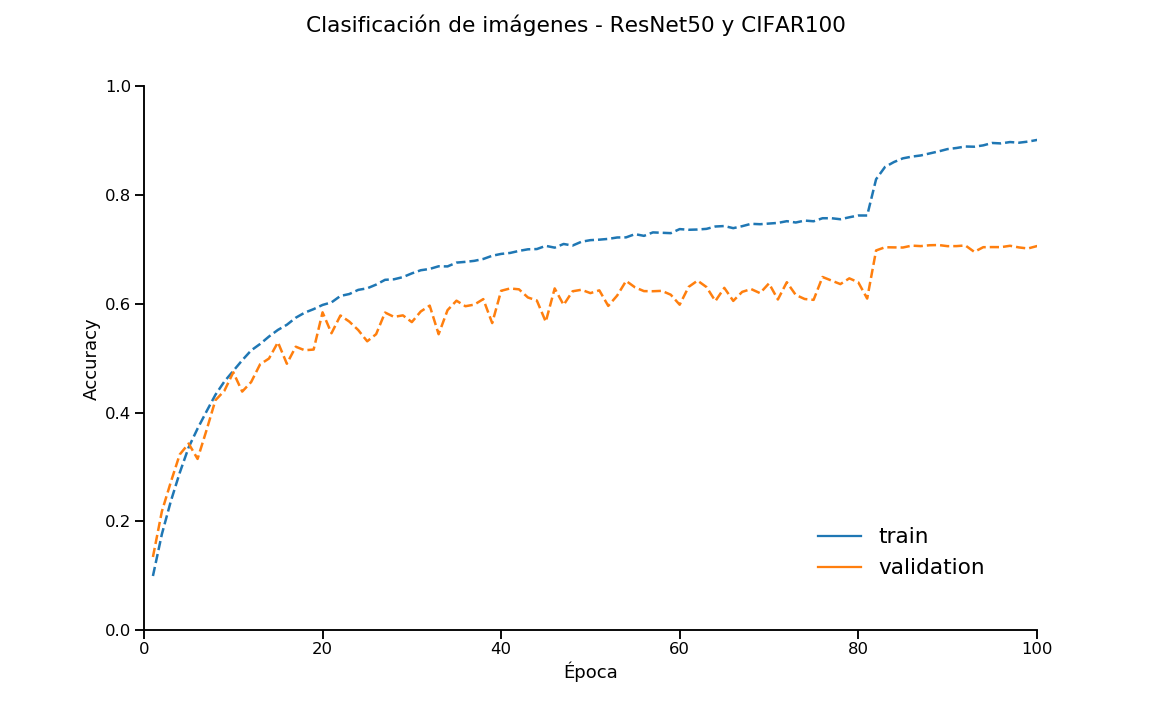 Clasificación de imágenes - ResNet50 y CIFAR100
1.0
0.8
0.6
0.4
0.2
0.0
Accuracy
0 20 40 60 80 100
Época
train
validation